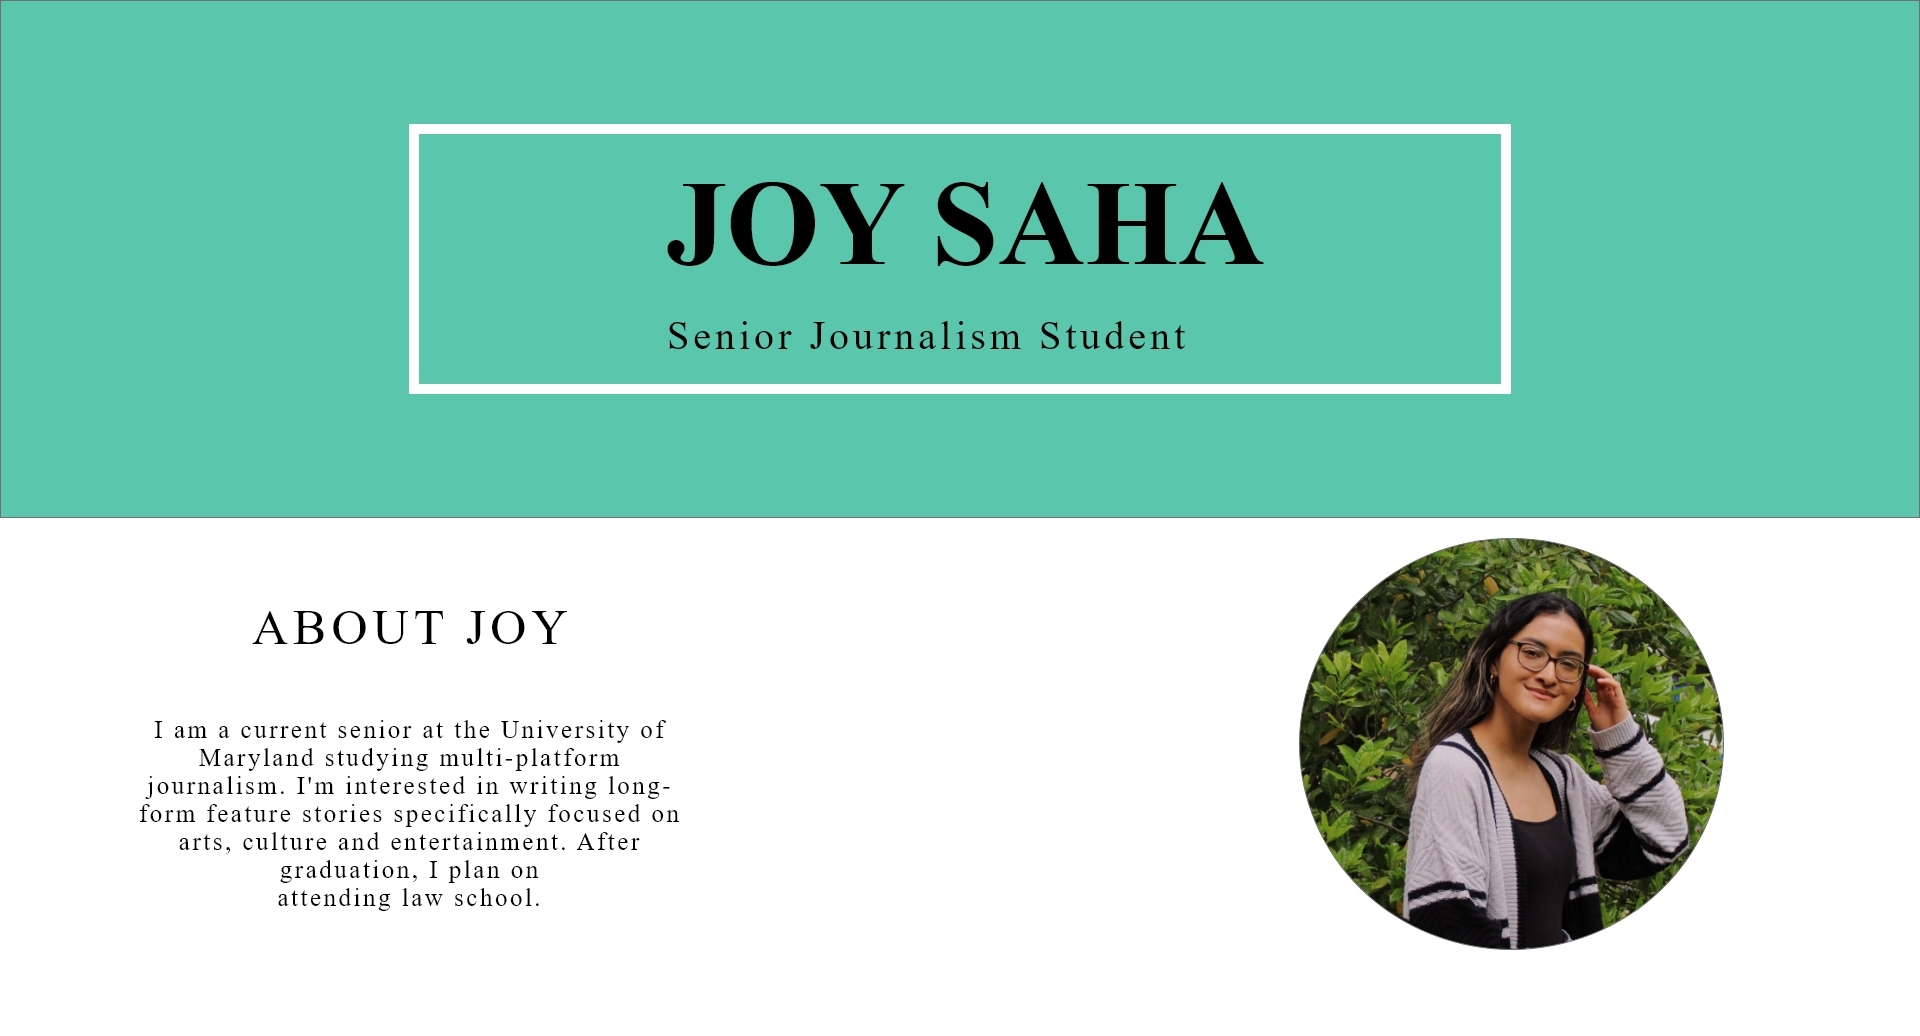 JOY SAHA
Senior Journalism Student
ABOUT JOY
I am a current senior at the University of
Maryland studying multi-platform
journalism. I'm interested in writing long-
form feature stories specifically focused on
arts, culture and entertainment. After
graduation, I plan on
attending law school.